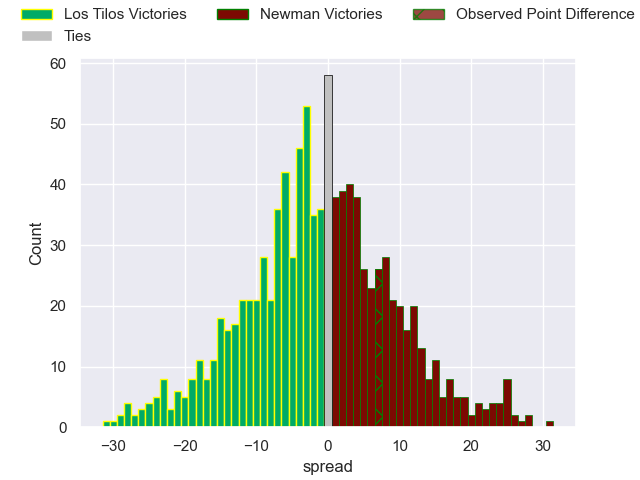 Los Tilos Victories Newman Victories Observed Point Difference
Ties
60
50
40
30
20
10
0
Count
−30 −20 −10 0 10 20 30
spread